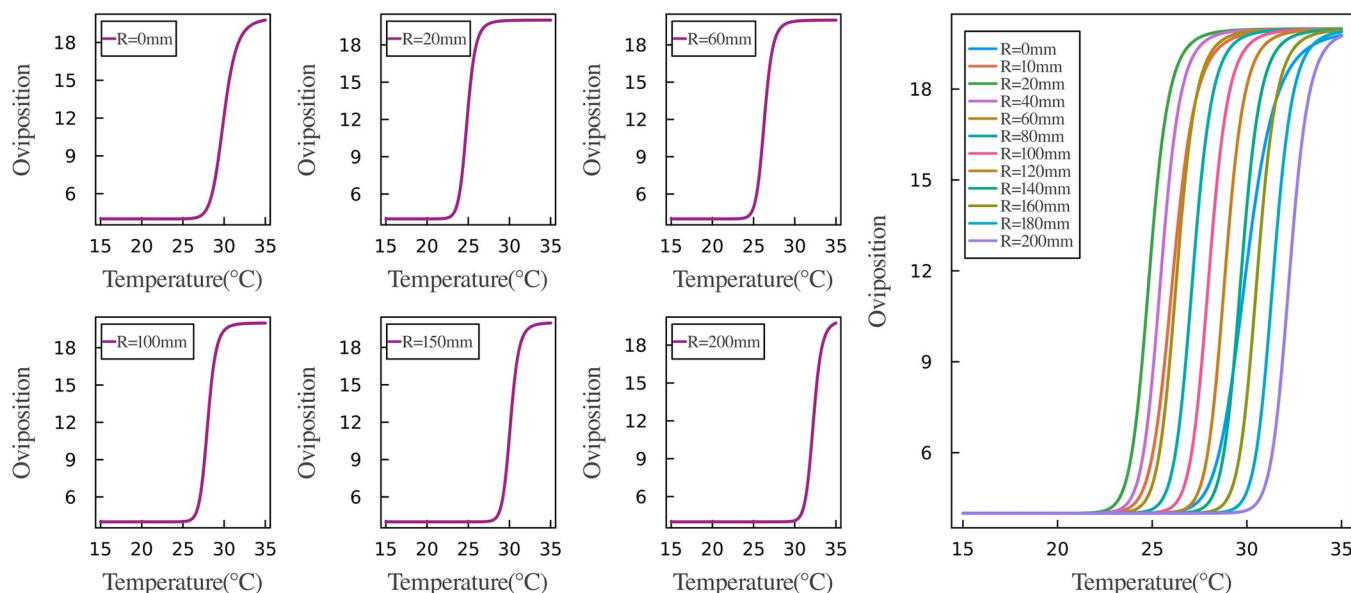 R=0mm
18
15
12
9
6
15 20 25 30 35
Oviposition
Temperature(°C)
R=20mm
18
15
12
9
6
15 20 25 30 35
Oviposition
Temperature(°C)
R=60mm
18
15
12
9
6
15 20 25 30 35
Oviposition
Temperature(°C)
R=100mm
18
15
12
9
6
15 20 25 30 35
Oviposition
Temperature(°C)
R=150mm
18
15
12
9
6
15 20 25 30 35
Oviposition
Temperature(°C)
R=200mm
18
15
12
9
6
15 20 25 30 35
Oviposition
Temperature(°C)
R=0mm
R=10mm
R=20mm
R=40mm
R=60mm
R=80mm
R=100mm
R=120mm
R=140mm
R=160mm
R=180mm
R=200mm
18
15
12
9
6
15 20 25 30 35
Oviposition
Temperature(°C)